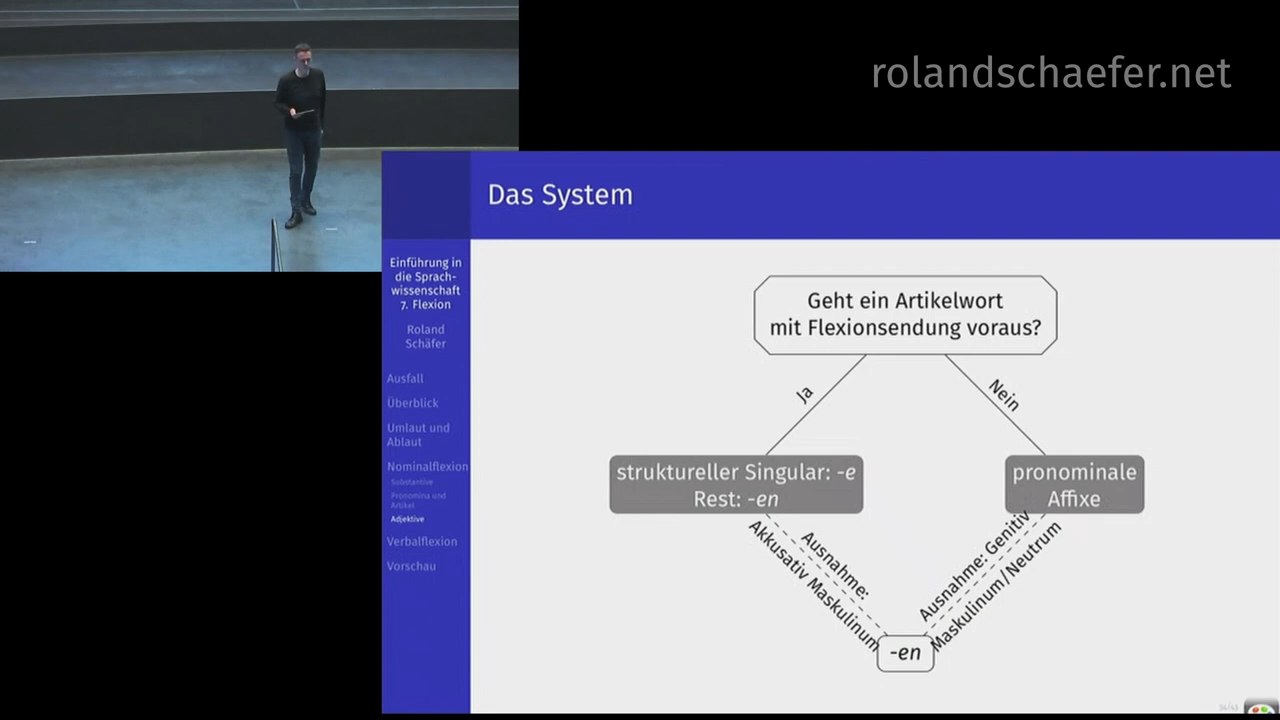 rolandschaefer.net
Das System
Einführung in
die Sprach-
wissenschaft
7. Flexion
Roland
Schäfer
Ausfall
Überblick
Umlaut und
Ablaut
Nominalflexion
Substantive
Pronomina und
Artikel
Adjektive
Verbalflexion
Vorschau
Geht ein Artikelwort
mit Flexionsendung voraus?
Ja
Nein
struktureller Singular: -e
Rest: -en
pronominale
Affixe
Ausnahme:
Akkusativ Maskulinum
Ausnahme: Genitiv
Maskulinum/Neutrum
-en